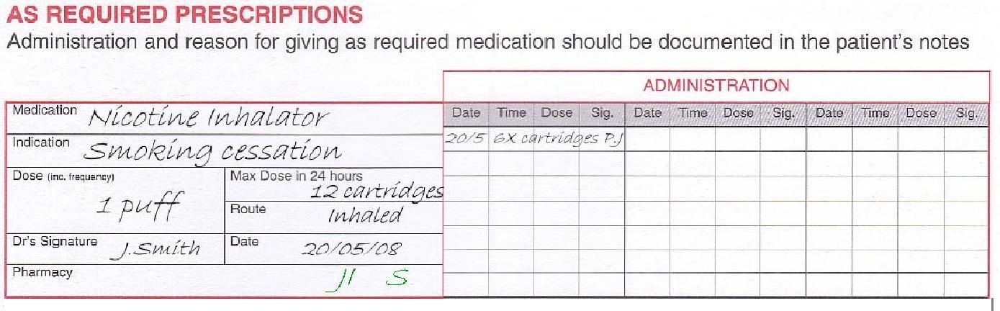 AS REQUIRED PRESCRIPTIONS
Administration and reason for giving as required medication should be documented in the patient's notes
ADMINISTRATION
Medication Nicotine Inhalator
Date Time Dose Sig. Date Time Dose Sig. Date Time Dose Sig.
Indication Smoking cessation
20/5 6X cartridges P.J
Dose (inc. frequency) 1 puff
Max Dose in 24 hours 12 cartridges
Route Inhaled
Dr's Signature J.Smith
Date 20/05/08
Pharmacy S